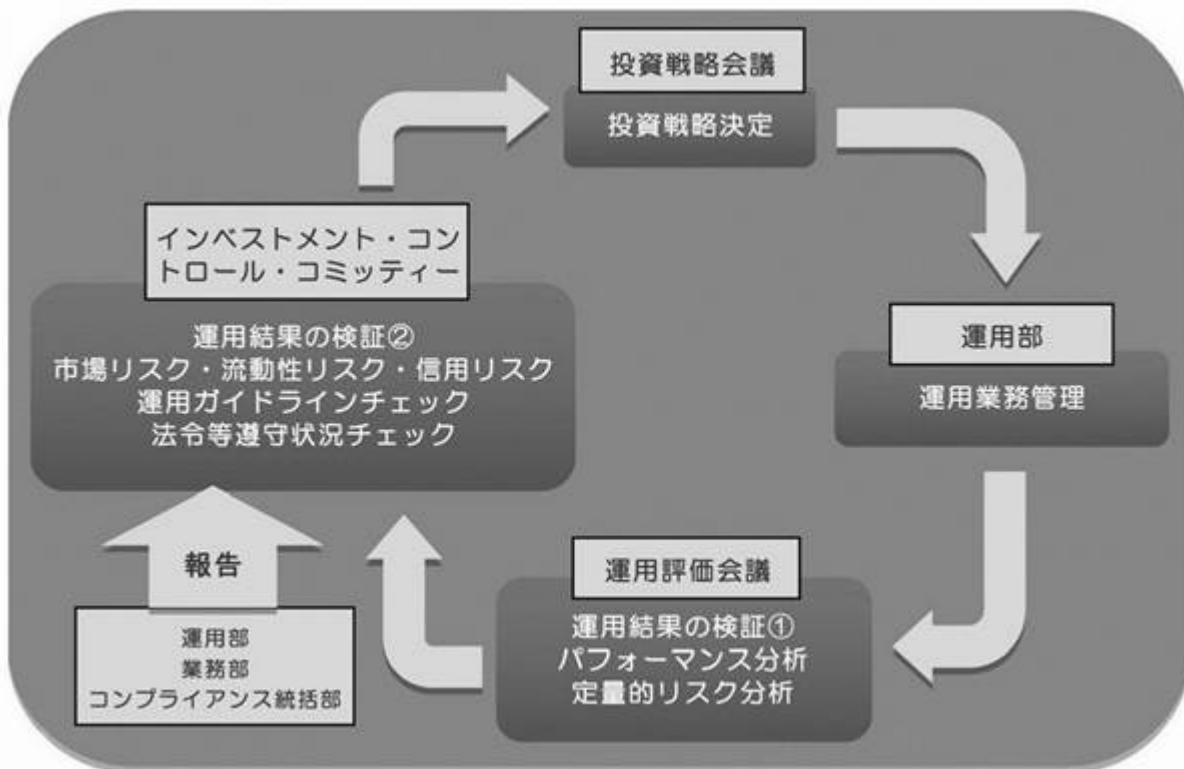 投資戦略会議
投資戦略決定
運用部
運用業務管理
運用評価会議
運用結果の検証①
パフォーマンス分析
定量的リスク分析
インベストメント・コン
トロール・コミッティー
運用結果の検証②
市場リスク・流動性リスク・信用リスク
運用ガイドラインチェック
法令等遵守状況チェック
報告
運用部
業務部
コンプライアンス統括部